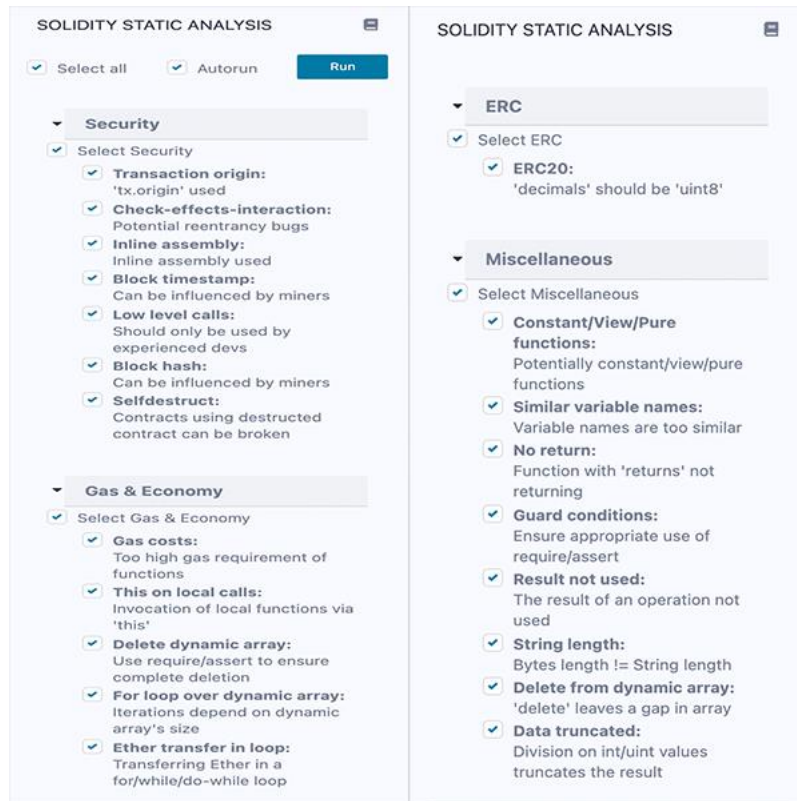 SOLIDITY STATIC ANALYSIS
Select all Autorun Run
Security
Select Security
Transaction origin:
'tx.origin' used
Check-effects-interaction:
Potential reentrancy bugs
Inline assembly:
Inline assembly used
Block timestamp:
Can be influenced by miners
Low level calls:
Should only be used by
experienced devs
Block hash:
Can be influenced by miners
Selfdestruct:
Contracts using destructed
contract can be broken
Gas & Economy
Select Gas & Economy
Gas costs:
Too high gas requirement of
functions
This on local calls:
Invocation of local functions via
'this'
Delete dynamic array:
Use require/assert to ensure
complete deletion
For loop over dynamic array:
Iterations depend on dynamic
array's size
Ether transfer in loop:
Transferring Ether in a
for/while/do-while loop
SOLIDITY STATIC ANALYSIS
ERC
Select ERC
ERC20:
'decimals' should be 'uint8'
Miscellaneous
Select Miscellaneous
Constant/View/Pure
functions:
Potentially constant/view/pure
functions
Similar variable names:
Variable names are too similar
No return:
Function with 'returns' not
returning
Guard conditions:
Ensure appropriate use of
require/assert
Result not used:
The result of an operation not
used
String length:
Bytes length != String length
Delete from dynamic array:
'delete' leaves a gap in array
Data truncated:
Division on int/uint values
truncates the result